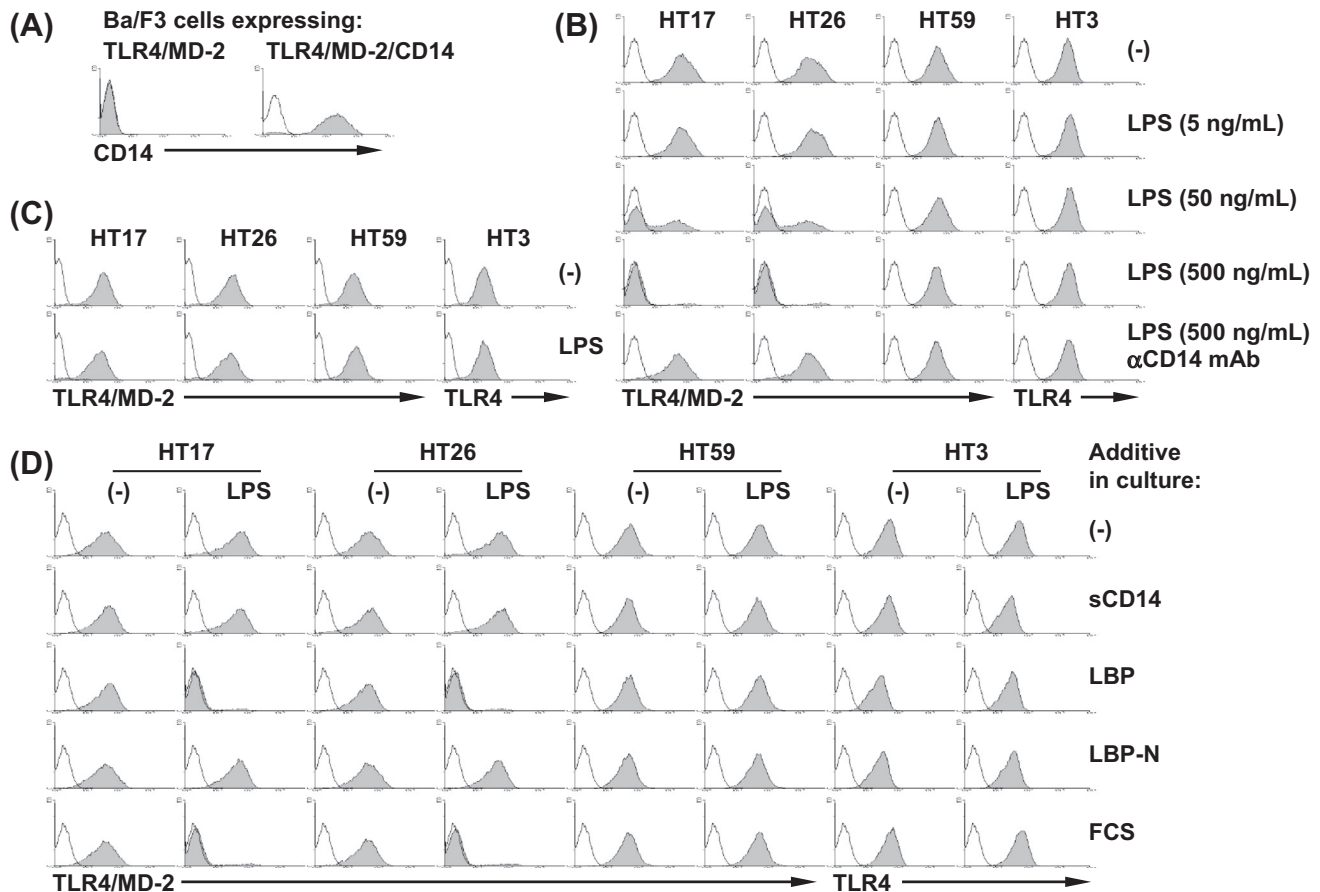 (A)
Ba/F3 cells expressing:
TLR4/MD-2 TLR4/MD-2/CD14
CD14
(B)
HT17 HT26 HT59 HT3
(-)
LPS (5 ng/mL)
LPS (50 ng/mL)
LPS (500 ng/mL)
LPS (500 ng/mL)
αCD14 mAb
TLR4/MD-2 TLR4
(C)
HT17 HT26 HT59 HT3
(-)
LPS
TLR4/MD-2 TLR4
(D)
HT17 HT26 HT59 HT3 Additive
(-) LPS (-) LPS (-) LPS (-) LPS in culture:
(-)
sCD14
LBP
LBP-N
FCS
TLR4/MD-2 TLR4